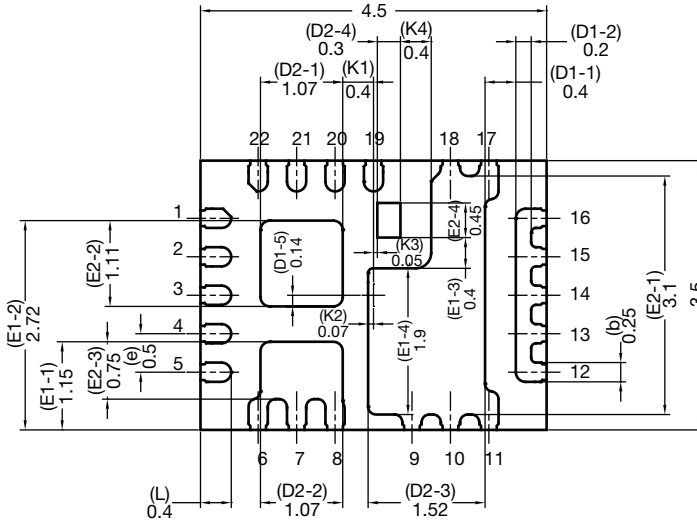 4.5
(D2-4)
0.3
(K4)
0.4
(D1-2)
0.2
(D2-1)
1.07
(K1)
0.4
(D1-1)
0.4
22
21
20
19
18
17
1
2
3
4
5
16
15
14
13
12
6
7
8
9
10
11
(E1-2)
2.72
(E2-2)
1.11
(E1-1)
1.15
(E2-3)
0.75
(e)
0.5
(D1-5)
0.14
(K2)
0.07
(K3)
0.05
(E2-4)
0.45
(E1-3)
0.4
(E1-4)
1.9
(b)
0.25
(E2-1)
3.1
3.5
(L)
0.4
(D2-2)
1.07
(D2-3)
1.52